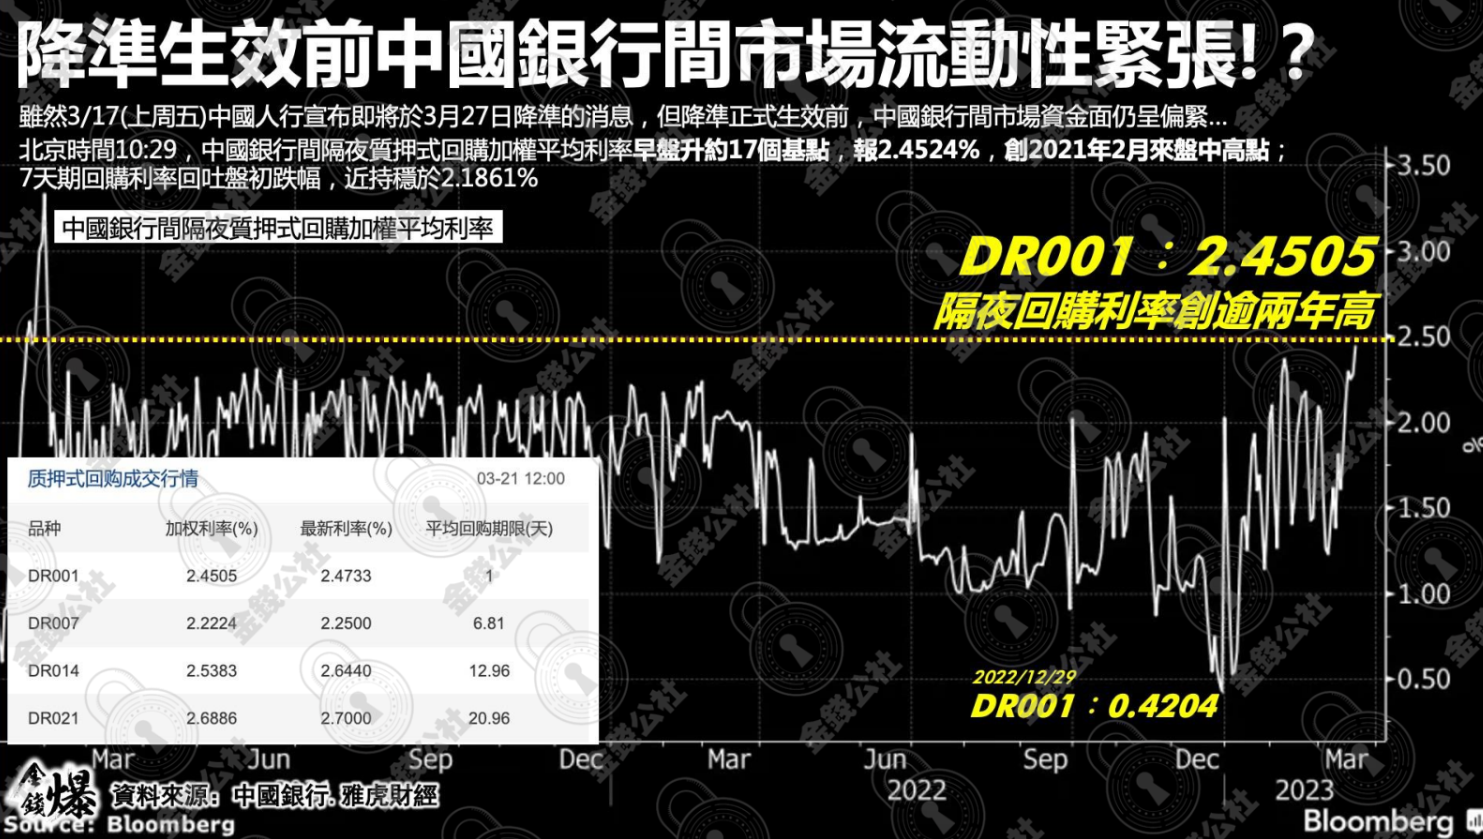 降準生效前中國銀行間市場流動性緊張!？
雖然3/17(上周五)中國人行宣布即將於3月27日降準的消息，但降準正式生效前，中國銀行間市場資金面仍呈偏緊...
北京時間10:29，中國銀行間隔夜質押式回購加權平均利率早盤升約17個基點，報2.4524%，創2021年2月來盤中高點；
7天期回購利率回吐盤初跌幅，近持穩於2.1861%
中國銀行間隔夜質押式回購加權平均利率
DR001：2.4505
隔夜回購利率創逾兩年高
3.50
3.00
2.50
2.00
1.50
1.00
0.50
%
质押式回购成交行情 03-21 12:00
品种 加权利率(%) 最新利率(%) 平均回购期限(天)
DR001 2.4505 2.4733 1
DR007 2.2224 2.2500 6.81
DR014 2.5383 2.6440 12.96
DR021 2.6886 2.7000 20.96
2022/12/29
DR001：0.4204
Mar Jun Sep Dec Mar Jun Sep Dec Mar
2022 2023
金錢爆
資料來源：中國銀行.雅虎財經
Source: Bloomberg
Bloomberg
金錢公社